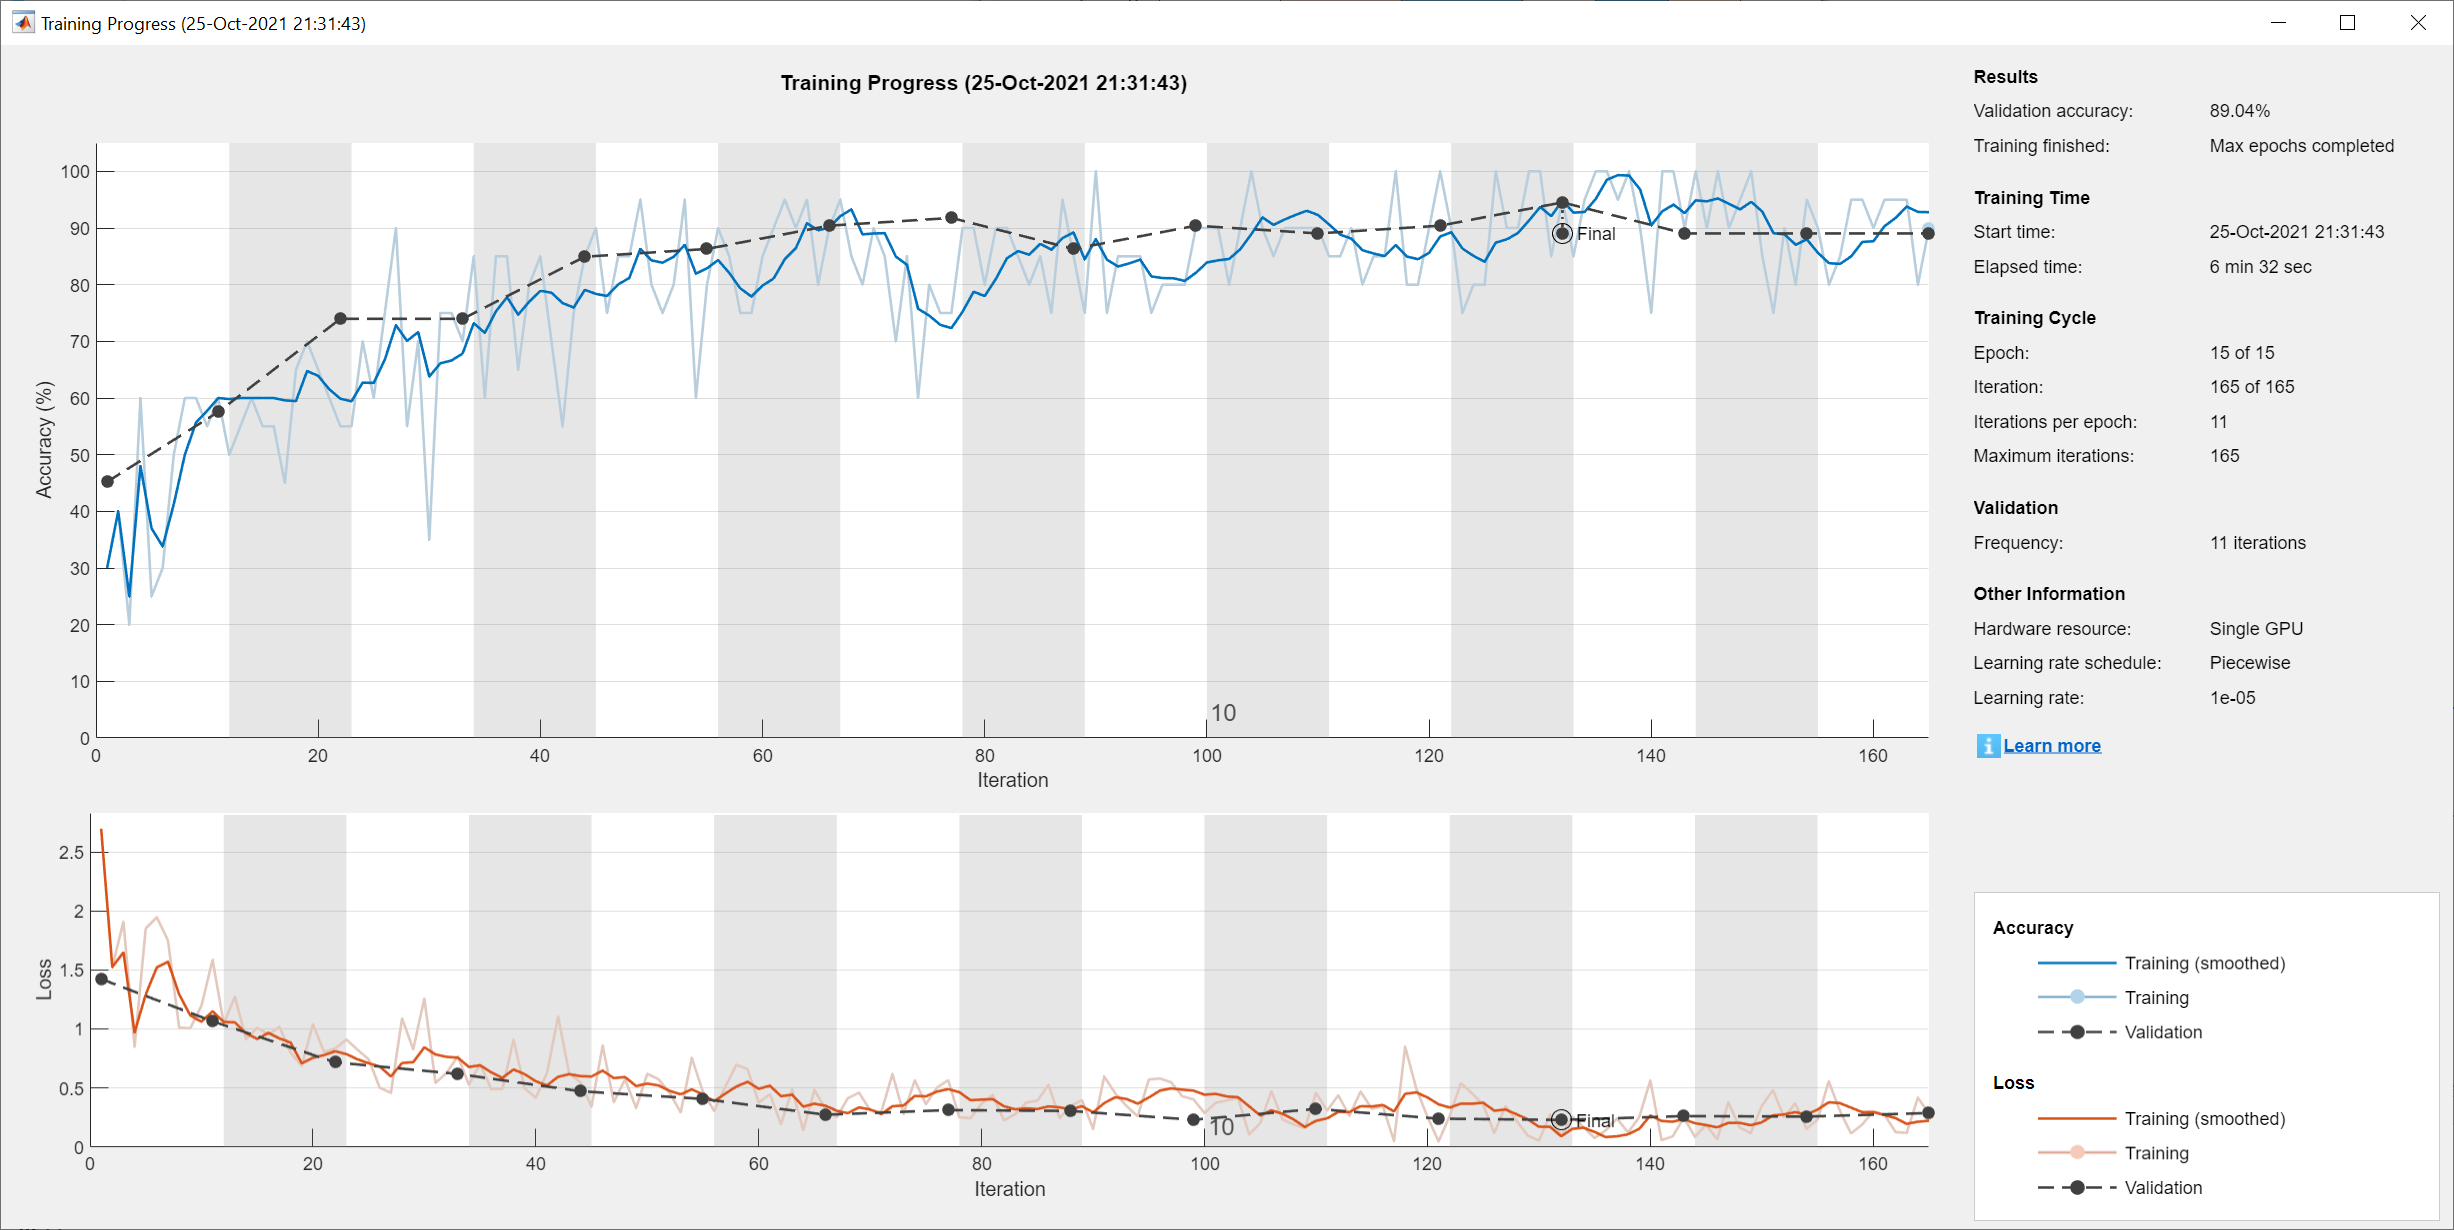 Training Progress (25-Oct-2021 21:31:43)
Training Progress (25-Oct-2021 21:31:43)
100
90
80
70
60
50
40
30
20
10
0
Accuracy (%)
Final
10
0 20 40 60 80 100 120 140 160
Iteration
2.5
2
1.5
1
0.5
0
Loss
Final
10
0 20 40 60 80 100 120 140 160
Iteration
Results
Validation accuracy: 89.04%
Training finished: Max epochs completed
Training Time
Start time: 25-Oct-2021 21:31:43
Elapsed time: 6 min 32 sec
Training Cycle
Epoch: 15 of 15
Iteration: 165 of 165
Iterations per epoch: 11
Maximum iterations: 165
Validation
Frequency: 11 iterations
Other Information
Hardware resource: Single GPU
Learning rate schedule: Piecewise
Learning rate: 1e-05
i Learn more
Accuracy
Training (smoothed)
Training
Validation
Loss
Training (smoothed)
Training
Validation